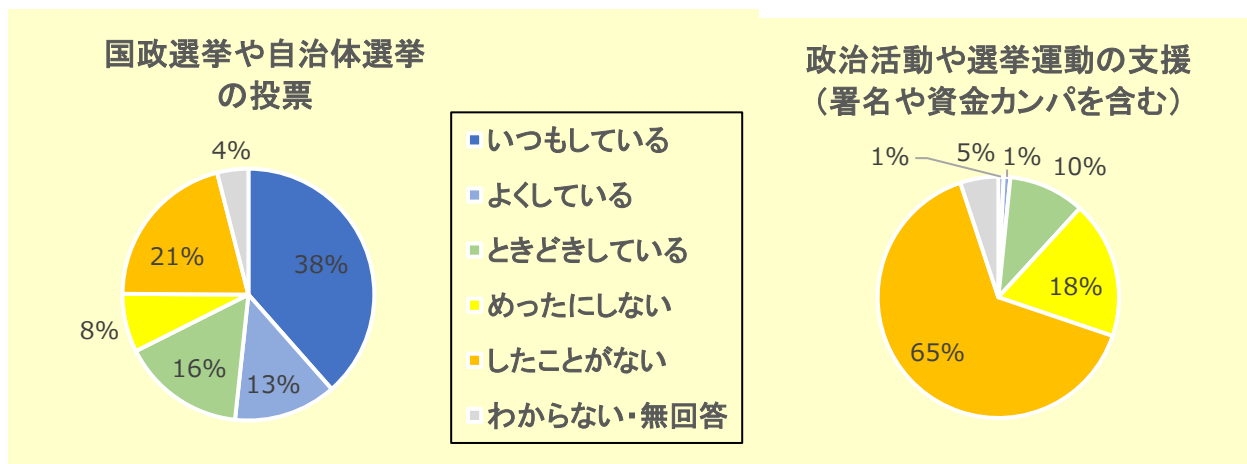 国政選挙や自治体選挙
の投票
4%
38%
21%
8%
16%
13%
いつもしている
よくしている
ときどきしている
めったにしない
したことがない
わからない・無回答
政治活動や選挙運動の支援
（署名や資金カンパを含む）
1%
5%
1%
10%
18%
65%